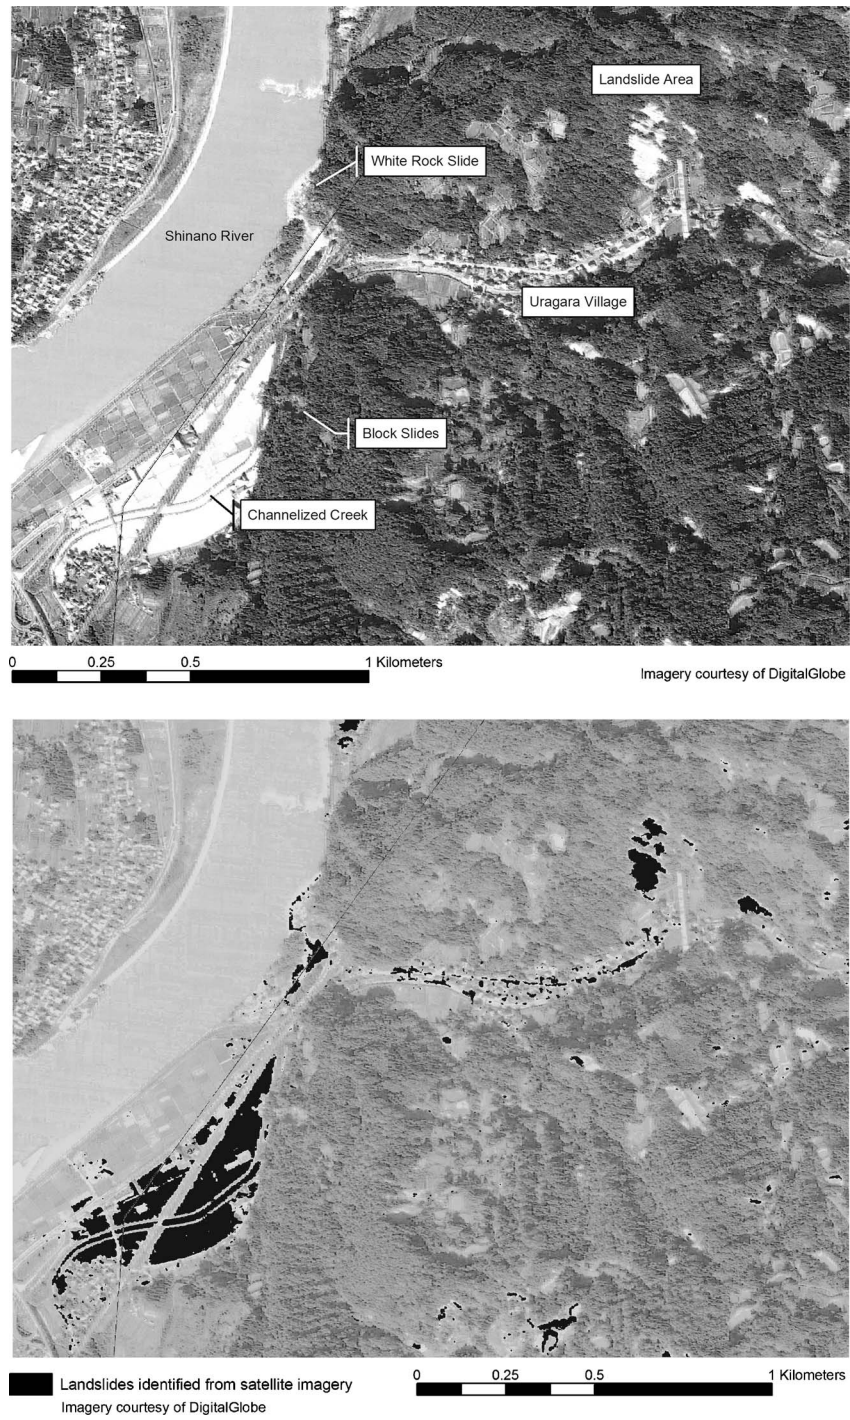 Landslide Area
White Rock Slide
Shinano River
Uragara Village
Block Slides
Channelized Creek
0 0.25 0.5 1 Kilometers
Imagery courtesy of DigitalGlobe
Landslides identified from satellite imagery
Imagery courtesy of DigitalGlobe
0 0.25 0.5 1 Kilometers